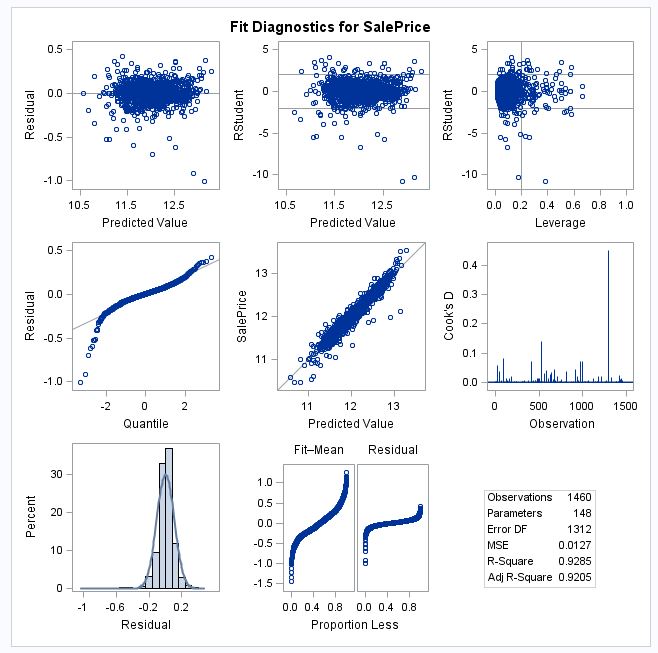 Fit Diagnostics for SalePrice
0.5
0.0
-0.5
-1.0
Residual
10.5 11.5 12.5
Predicted Value
5
0
-5
-10
RStudent
10.5 11.5 12.5
Predicted Value
5
0
-5
-10
RStudent
0.0 0.2 0.4 0.6 0.8 1.0
Leverage
0.5
0.0
-0.5
-1.0
Residual
-2 0 2
Quantile
13
12
11
SalePrice
11 12 13
Predicted Value
0.4
0.3
0.2
0.1
0.0
Cook's D
0 500 1000 1500
Observation
30
20
10
0
Percent
-1 -0.6 -0.2 0.2
Residual
Fit–Mean Residual
1.0
0.5
0.0
-0.5
-1.0
-1.5
0.0 0.4 0.8 0.0 0.4 0.8
Proportion Less
Observations 1460
Parameters 148
Error DF 1312
MSE 0.0127
R-Square 0.9285
Adj R-Square 0.9205